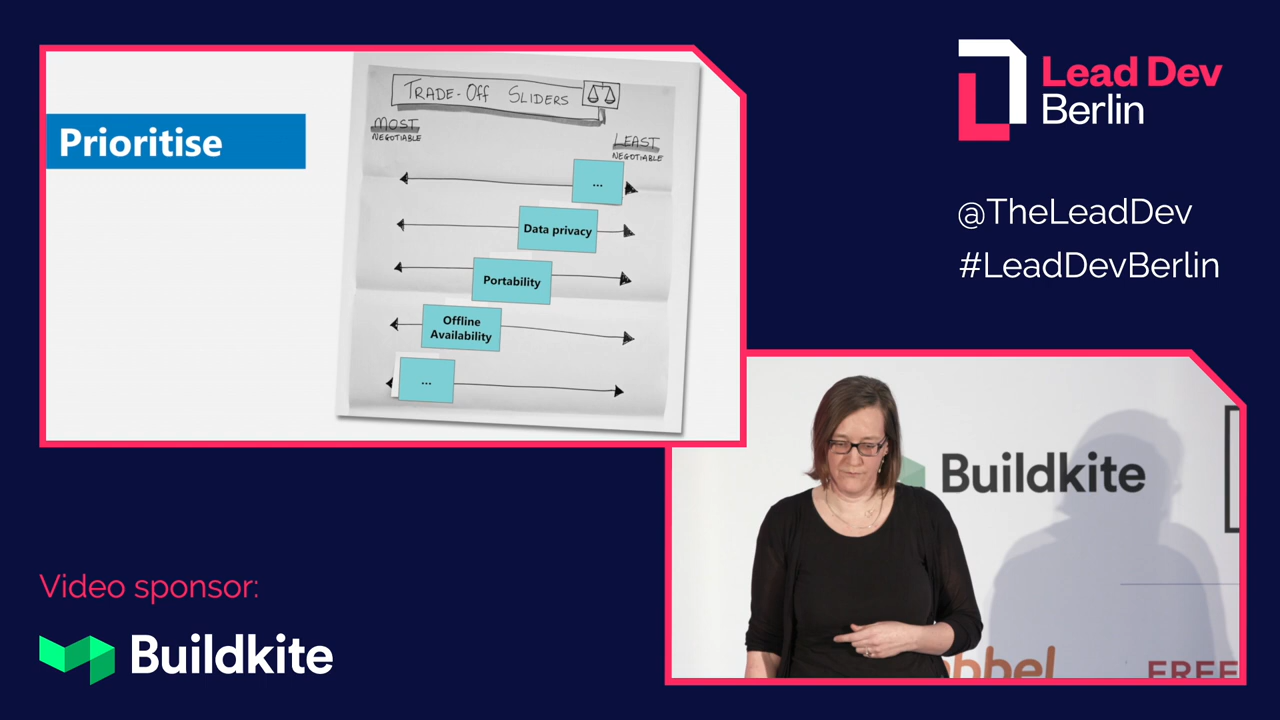 Prioritise
TRADE-OFF SLIDERS
MOST
NEGOTIABLE
LEAST
NEGOTIABLE
...
Data privacy
Portability
Offline
Availability
...
Lead Dev
Berlin
@TheLeadDev
#LeadDevBerlin
Buildkite
FREE
Video sponsor:
Buildkite